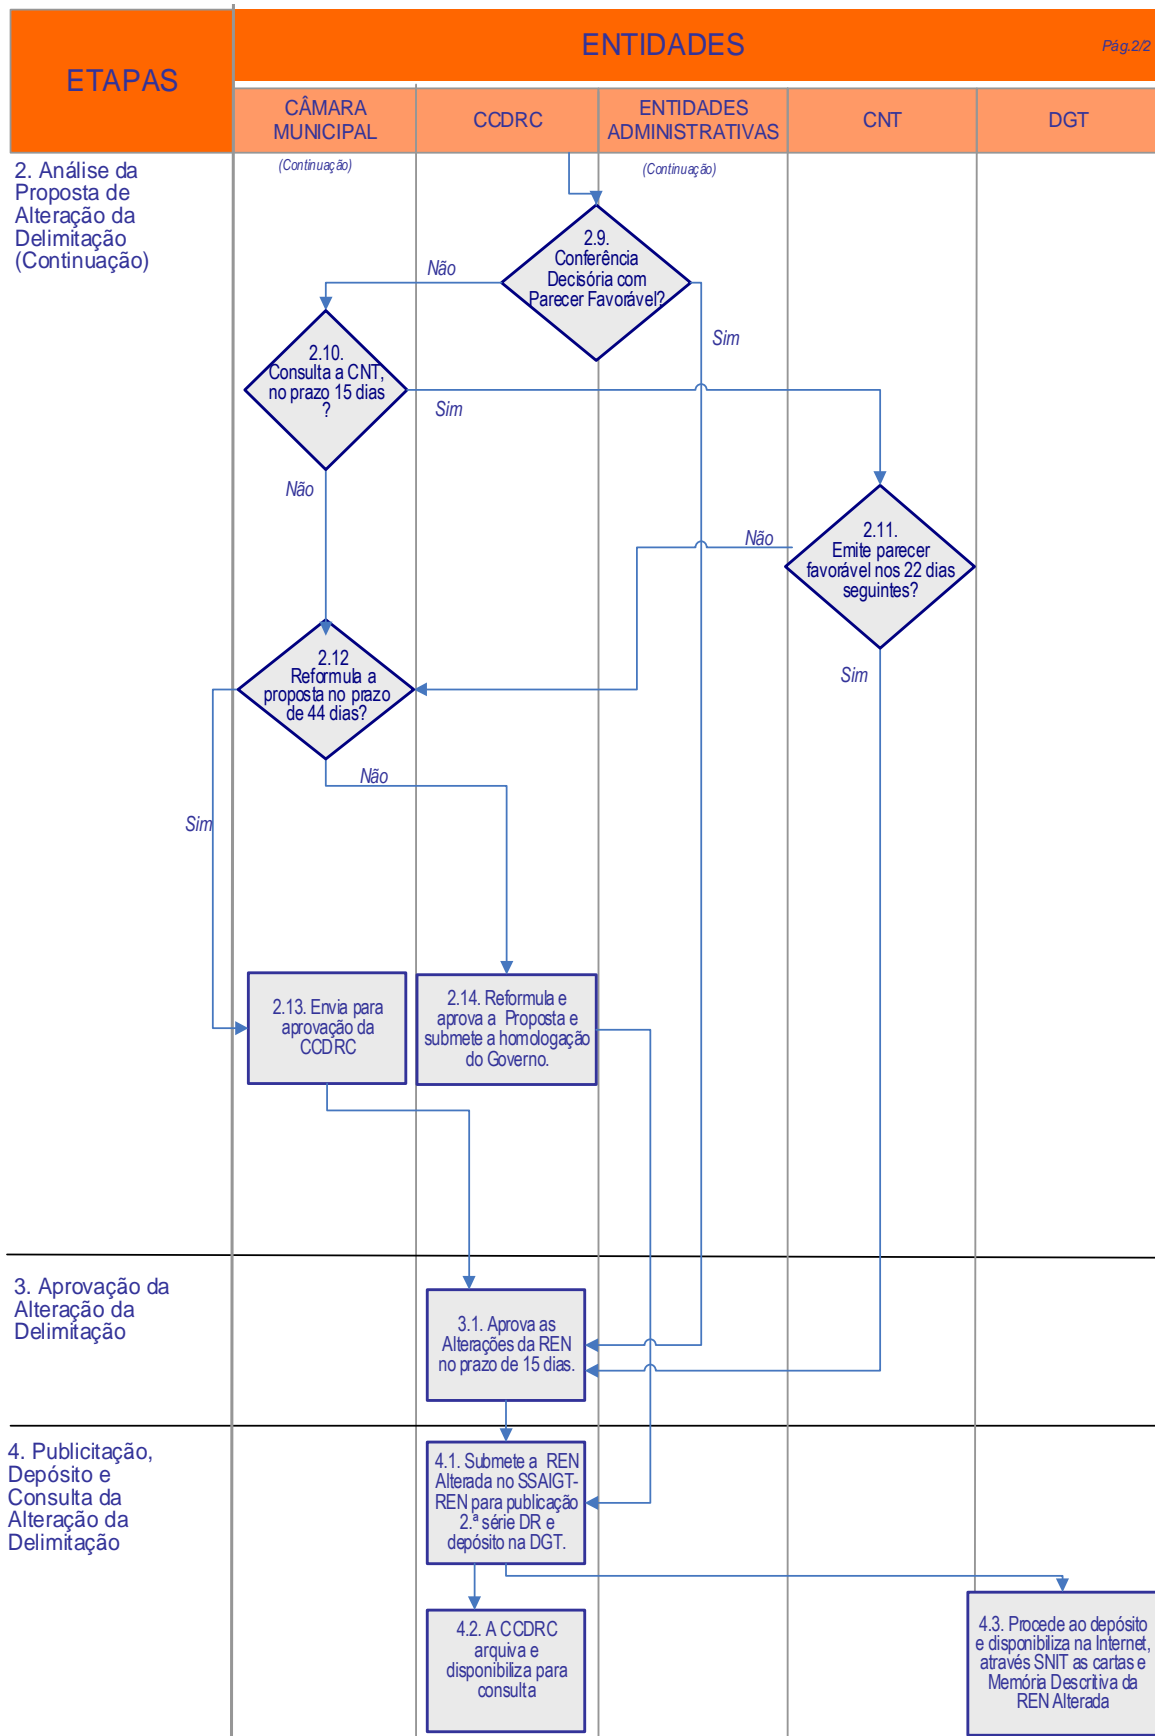 ETAPAS
ENTIDADES
Pág.2/2
CÂMARA
MUNICIPAL
CCDRC
ENTIDADES
ADMINISTRATIVAS
CNT
DGT
2. Análise da
Proposta de
Alteração da
Delimitação
(Continuação)
(Continuação)
(Continuação)
2.9.
Conferência
Decisória com
Parecer Favorável?
Não
Sim
2.10.
Consulta a CNT,
no prazo 15 dias
?
Sim
Não
2.11.
Emite parecer
favorável nos 22 dias
seguintes?
Não
Sim
2.12
Reformula a
proposta no prazo
de 44 dias?
Não
Sim
2.13. Envia para
aprovação da
CCDRC
2.14. Reformula e
aprova a Proposta e
submete a homologação
do Governo.
3. Aprovação da
Alteração da
Delimitação
3.1. Aprova as
Alterações da REN
no prazo de 15 dias.
4. Publicitação,
Depósito e
Consulta da
Alteração da
Delimitação
4.1. Submete a REN
Alterada no SSAIGT-
REN para publicação
2.ª série DR e
depósito na DGT.
4.2. A CCDRC
arquiva e
disponibiliza para
consulta
4.3. Procede ao depósito
e disponibiliza na Internet,
através SNIT as cartas e
Memória Descritiva da
REN Alterada